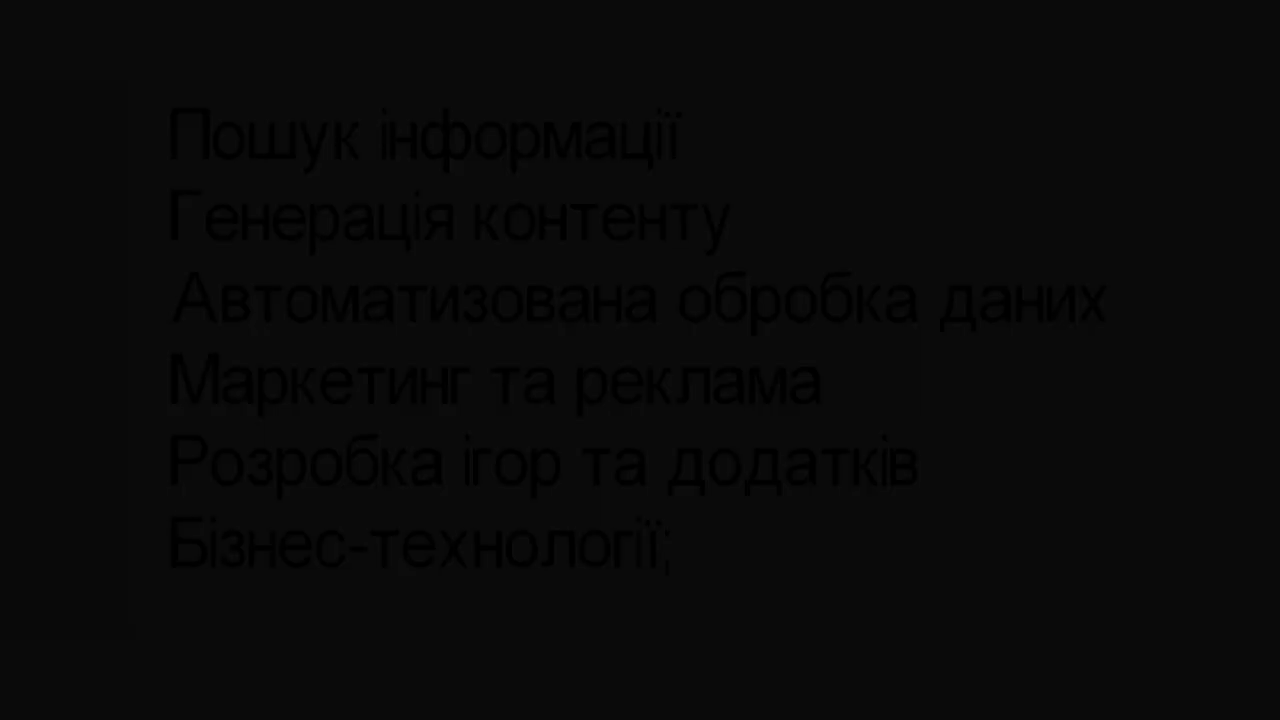 Пошук інформації
Генерація контенту
Автоматизована обробка даних
Маркетинг та реклама
Розробка ігор та додатків
Бізнес-технології;